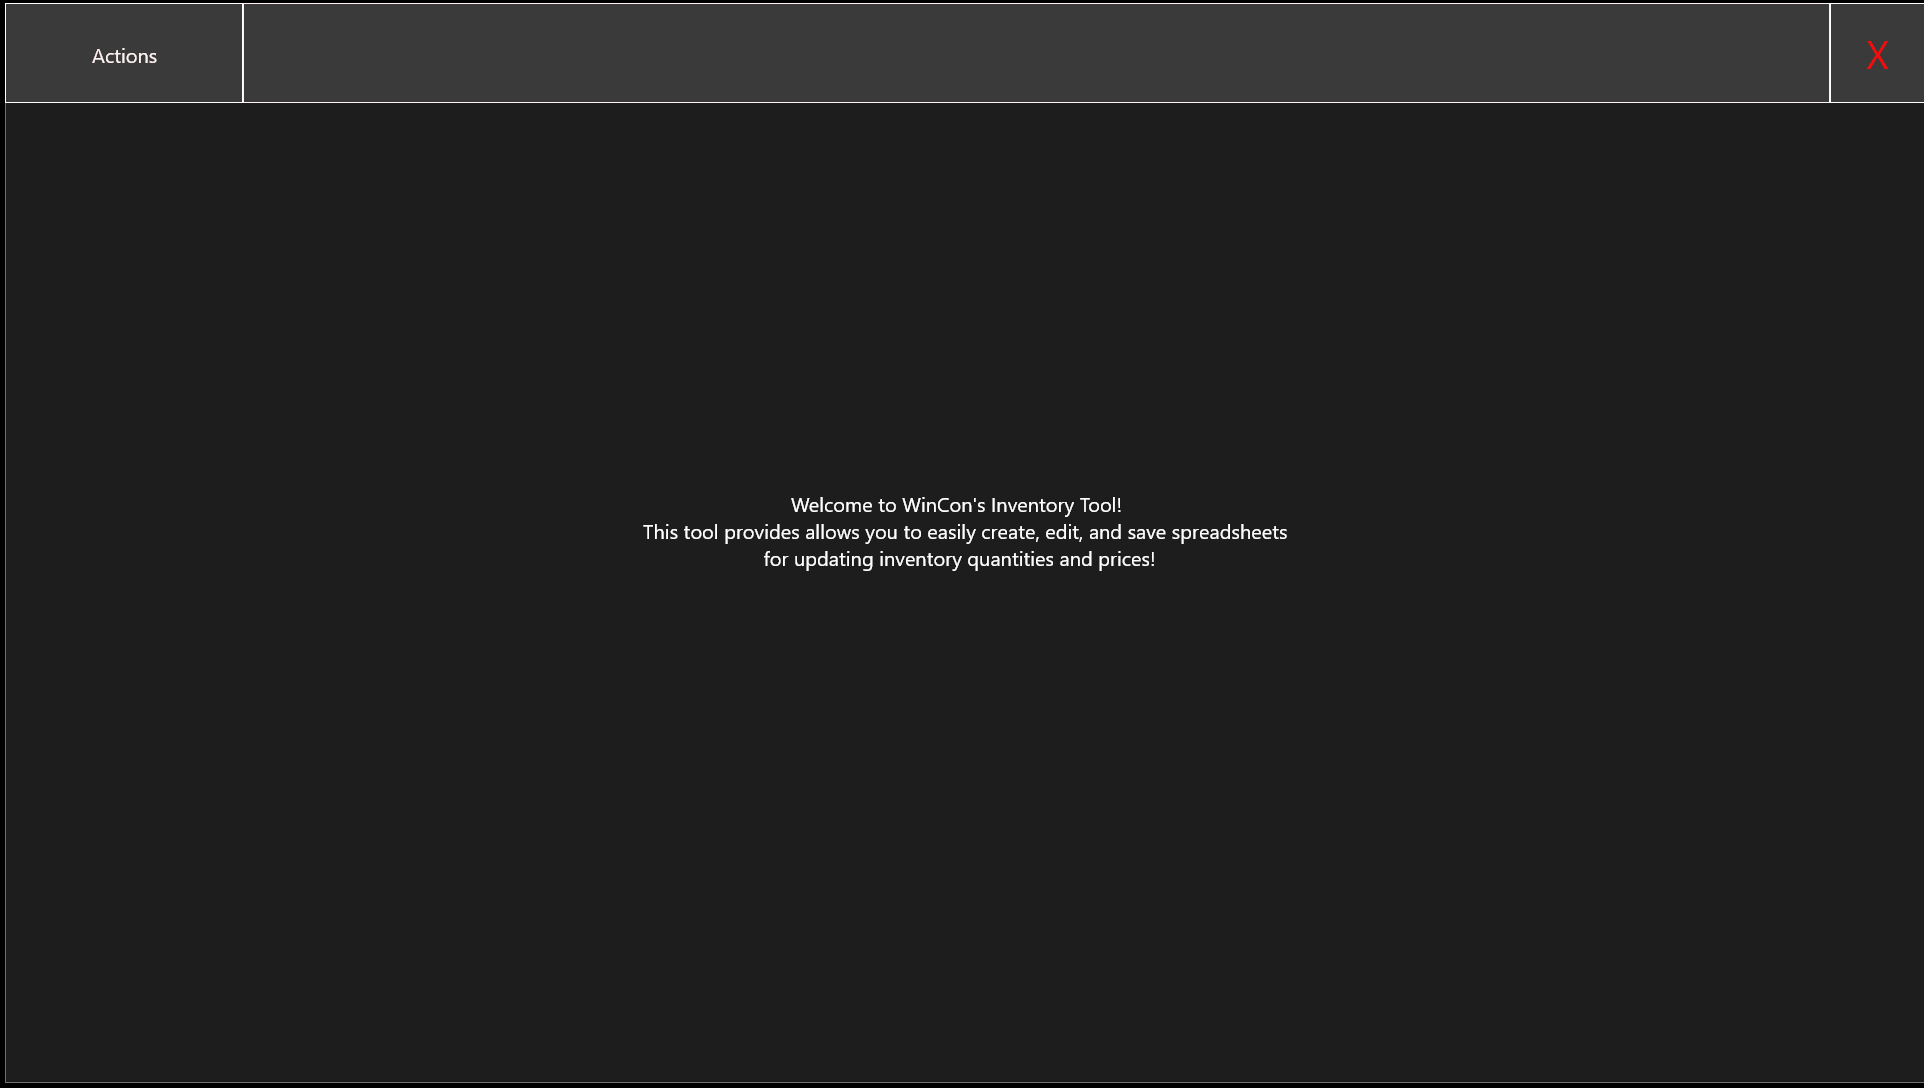 Actions
X
Welcome to WinCon's Inventory Tool!
This tool provides allows you to easily create, edit, and save spreadsheets
for updating inventory quantities and prices!